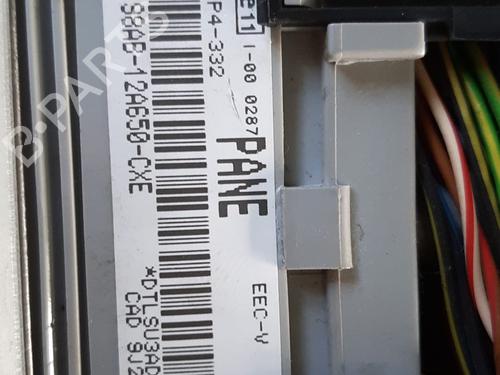 e11 I-00 0287
PANE
EEC-V
P4-332
98AB-12A650-CXE
*DTLSU3AD
CAD 9J2
B-PARTS